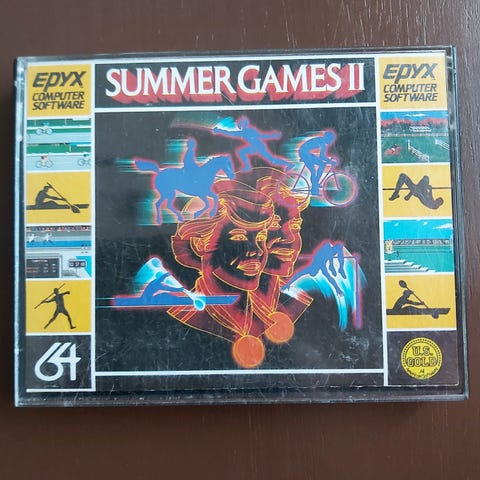 EPYX
COMPUTER
SOFTWARE
SUMMER GAMES II
EPYX
COMPUTER
SOFTWARE
64
U.S.
GOLD